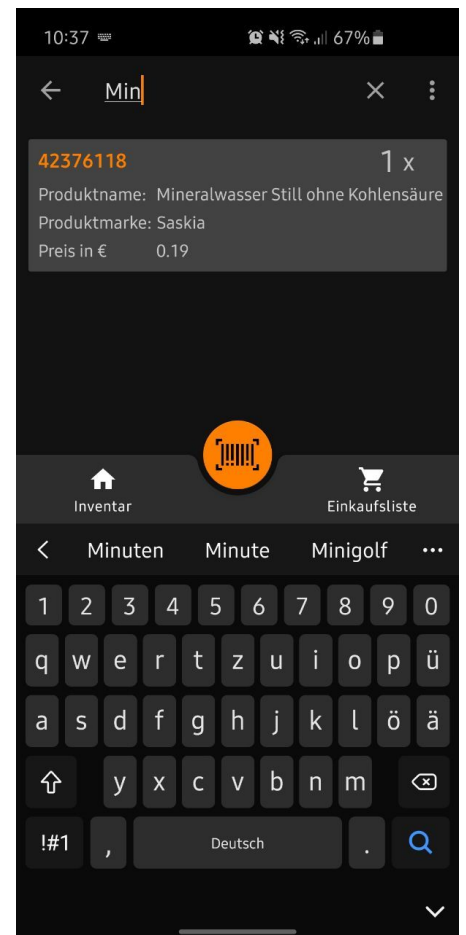 10:37 67%
Min
42376118 1 x
Produktname: Mineralwasser Still ohne Kohlensäure
Produktmarke: Saskia
Preis in € 0.19
Inventar Einkaufsliste
Minuten Minute Minigolf
1 2 3 4 5 6 7 8 9 0
q w e r t z u i o p ü
a s d f g h j k l ö ä
y x c v b n m
!#1 , Deutsch .